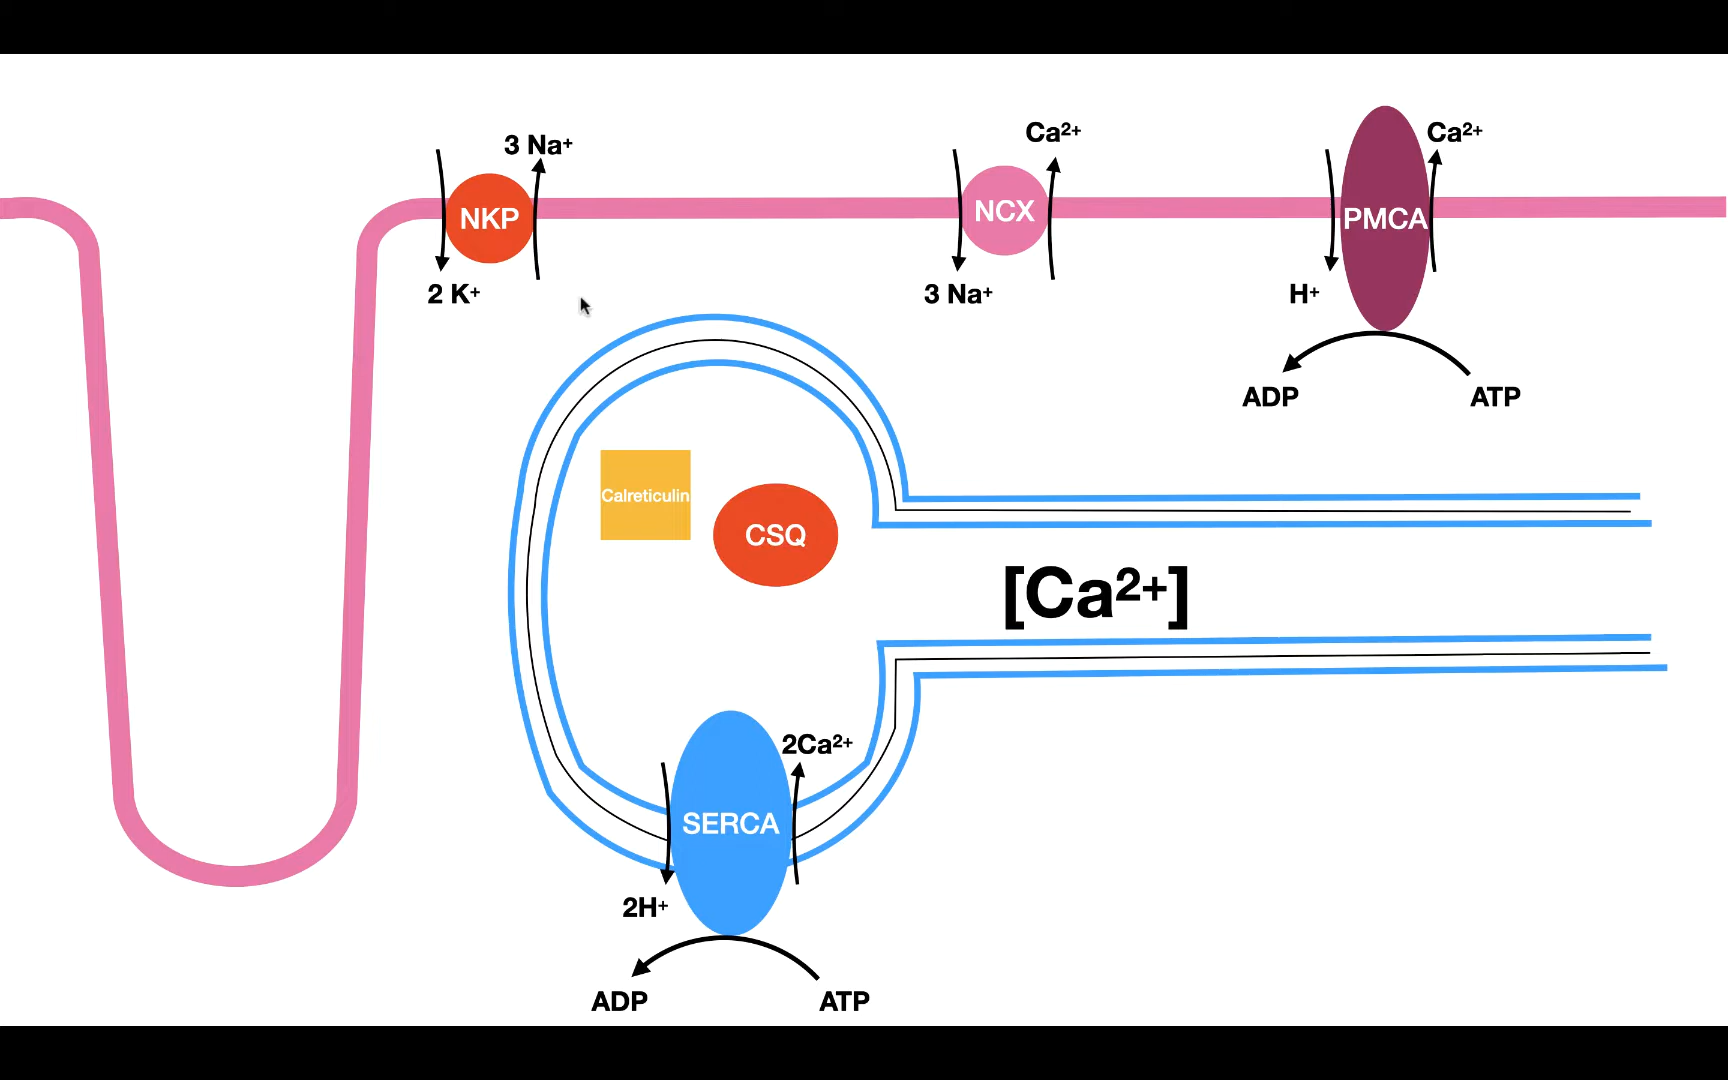 3 Na⁺
NKP
2 K⁺
Ca²⁺
NCX
3 Na⁺
Ca²⁺
PMCA
H⁺
ADP
ATP
Calreticulin
CSQ
[Ca²⁺]
2Ca²⁺
SERCA
2H⁺
ADP
ATP